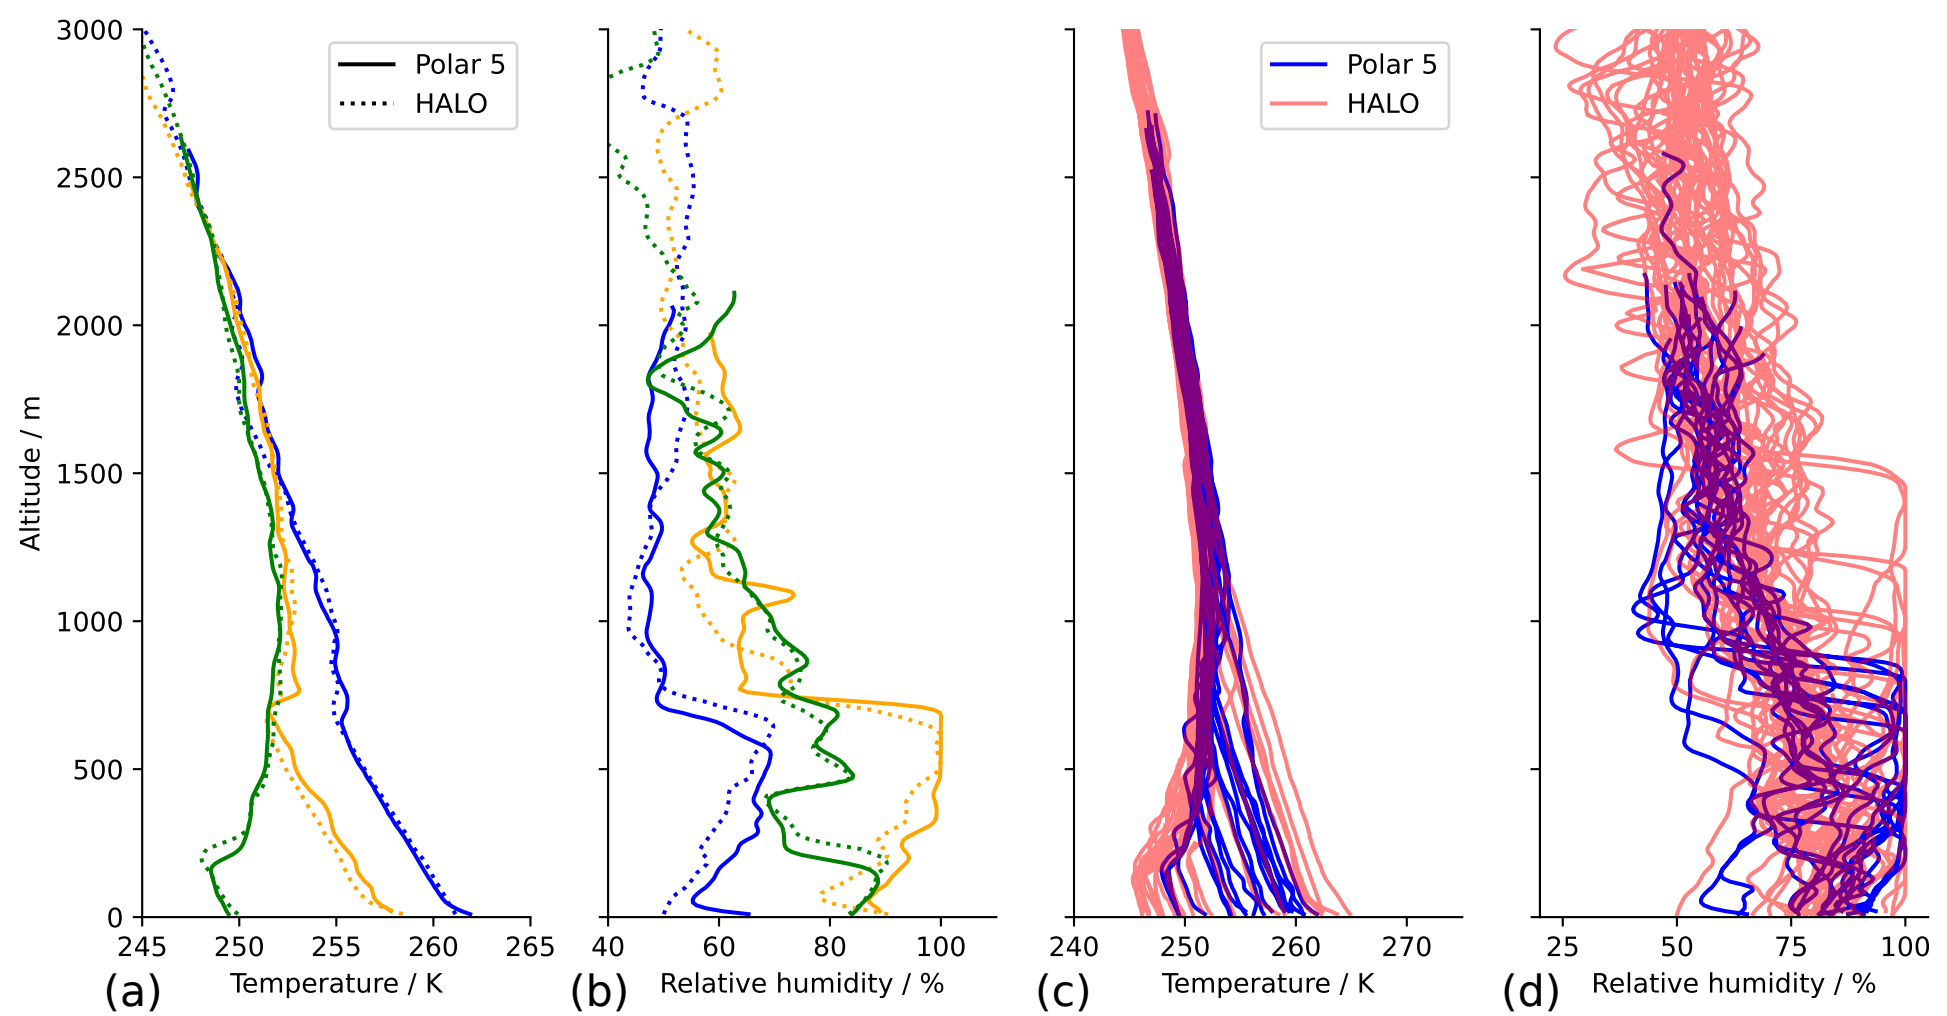 3000
2500
2000
1500
1000
500
0
Altitude / m
Polar 5
HALO
245 250 255 260 265
Temperature / K
(a)
40 60 80 100
Relative humidity / %
(b)
Polar 5
HALO
240 250 260 270
Temperature / K
(c)
25 50 75 100
Relative humidity / %
(d)